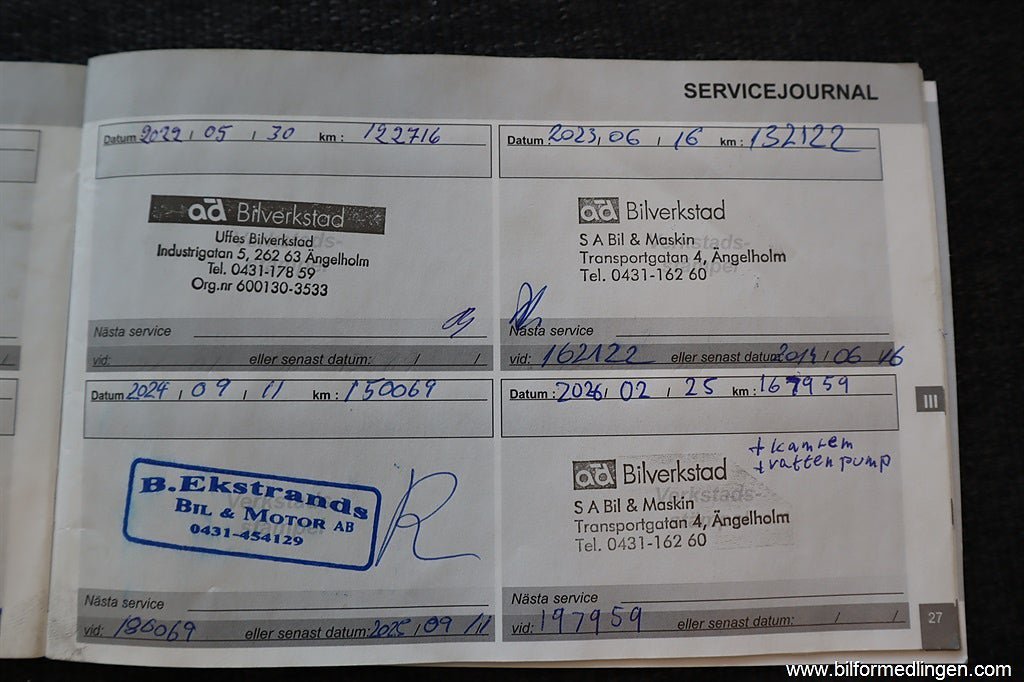 SERVICEJOURNAL
Datum 2022 / 05 / 30 km : 122716
ad Bilverkstad
Uffes Bilverkstad
Industrigatan 5, 262 63 Ängelholm
Tel. 0431-178 59
Org.nr 600130-3533
Nästa service
vid: eller senast datum: / /
Datum : 2023 / 06 / 16 km : 132122
ad Bilverkstad
S A Bil & Maskin
Transportgatan 4, Ängelholm
Tel. 0431-162 60
Nästa service
vid: 162122 eller senast datum: 2014 / 06 16
Datum 2024 / 09 / 11 km : 150069
B.Ekstrands
Bil & Motor AB
0431-454129
Nästa service
vid: 180069 eller senast datum: 2025 / 09 / 11
Datum : 2026 / 02 / 25 km : 167959
+ kamrem
+ vattenpump
ad Bilverkstad
S A Bil & Maskin
Transportgatan 4, Ängelholm
Tel. 0431-162 60
Nästa service
vid: 197959 eller senast datum: / /
III
27
www.bilformedlingen.com